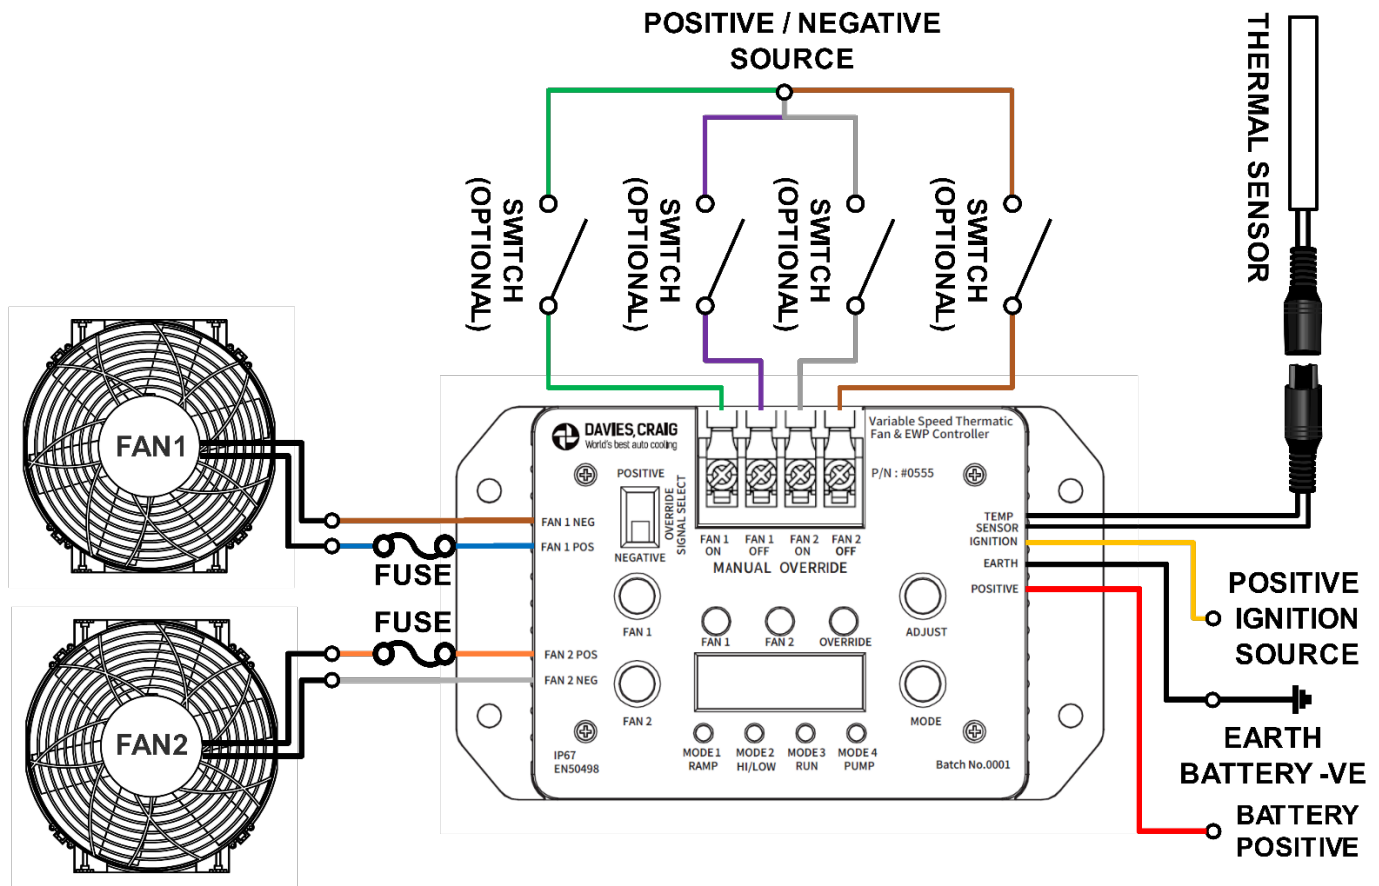 POSITIVE / NEGATIVE
SOURCE
THERMAL SENSOR
SWITCH
(OPTIONAL)
SWITCH
(OPTIONAL)
SWITCH
(OPTIONAL)
SWITCH
(OPTIONAL)
FAN1
FUSE
FUSE
FAN2
DAVIES, CRAIG
World's best auto cooling
Variable Speed Thermatic
Fan & EWP Controller
P/N : #0555
POSITIVE
OVERRIDE
SIGNAL SELECT
NEGATIVE
FAN 1 NEG
FAN 1 POS
FAN 2 POS
FAN 2 NEG
FAN 1
ON
FAN 1
OFF
FAN 2
ON
FAN 2
OFF
MANUAL OVERRIDE
TEMP
SENSOR
IGNITION
EARTH
POSITIVE
FAN 1
FAN 2
FAN 1
FAN 2
OVERRIDE
ADJUST
MODE
MODE 1
RAMP
MODE 2
HI/LOW
MODE 3
RUN
MODE 4
PUMP
IP67
EN50498
Batch No.0001
POSITIVE
IGNITION
SOURCE
EARTH
BATTERY -VE
BATTERY
POSITIVE